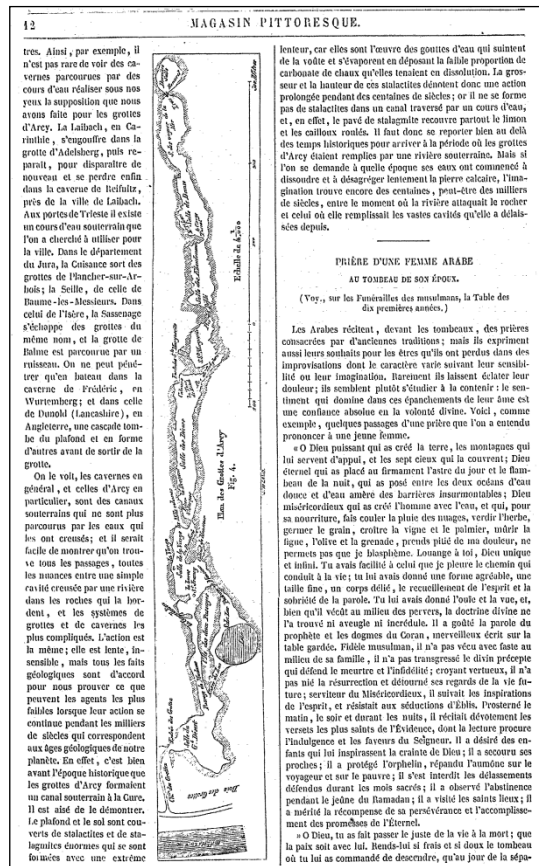 12
MAGASIN PITTORESQUE.
tres. Ainsi, par exemple, il
n'est pas rare de voir des ca-
vernes parcourues par des
cours d'eau réaliser sous nos
yeux la supposition que nous
avons faite pour les grottes
d'Arcy. La Laibach, en Ca-
rinthie, s'engouffre dans la
grotte d'Adelsberg, puis re-
paraît, pour disparaître de
nouveau et se perdre enfin
dans la caverne de Reifnitz,
près de la ville de Laibach.
Aux portes de Trieste il existe
un cours d'eau souterrain que
l'on a cherché à utiliser pour
la ville. Dans le département
du Jura, la Cuisance sort des
grottes de Plancher-sur-Ar-
bois; la Seille, de celle de
Baume-les-Messieurs. Dans
celui de l'Isère, la Sassenage
s'échappe des grottes du
même nom, et la grotte de
Balme est parcourue par un
ruisseau. On ne peut péné-
trer qu'en bateau dans la
caverne de Frédéric, en
Wurtemberg; et dans celle
de Dunold (Lancashire), en
Angleterre, une cascade tom-
be du plafond et en forme
d'autres avant de sortir de la
grotte.
On le voit, les cavernes en
général, et celles d'Arcy en
particulier, sont des canaux
souterrains qui ne sont plus
parcourus par les eaux qui
les ont creusés; et il serait
facile de montrer qu'on trou-
ve tous les passages, toutes
les nuances entre une simple
cavité creusée par une rivière
dans les roches qui la bor-
dent, et les systèmes de
grottes et de cavernes les
plus compliqués. L'action est
la même; elle est lente, in-
sensible, mais tous les faits
géologiques sont d'accord
pour nous prouver ce que
peuvent les agents les plus
faibles lorsque leur action se
continue pendant les milliers
de siècles qui correspondent
aux âges géologiques de notre
planète. En effet, c'est bien
avant l'époque historique que
les grottes d'Arcy formaient
un canal souterrain à la Cure.
Il est aisé de le démontrer.
Le plafond et le sol sont cou-
verts de stalactites et de sta-
lagmites énormes qui se sont
formées avec une extrême
Echelle de
Plan des Grottes d'Arcy
Fig. 4.
Bois des Grottes
lenteur, car elles sont l'œuvre des gouttes d'eau qui suintent
de la voûte et s'évaporent en déposant la faible proportion de
carbonate de chaux qu'elles tenaient en dissolution. La gros-
seur et la hauteur de ces stalactites dénotent donc une action
prolongée pendant des centaines de siècles; or il ne se forme
pas de stalactites dans un canal traversé par un cours d'eau,
et, en effet, le pavé de stalagmite recouvre partout le limon
et les cailloux roulés. Il faut donc se reporter bien au delà
des temps historiques pour arriver à la période où les grottes
d'Arcy étaient remplies par une rivière souterraine. Mais si
l'on se demande à quelle époque ses eaux ont commencé à
dissoudre et à désagréger lentement la pierre calcaire, l'ima-
gination trouve encore des centaines, peut-être des milliers
de siècles, entre le moment où la rivière attaquait le rocher
et celui où elle remplissait les vastes cavités qu'elle a délais-
sées depuis.
PRIÈRE D'UNE FEMME ARABE
AU TOMBEAU DE SON ÉPOUX.
(Voy., sur les Funérailles des musulmans, la Table des
dix premières années.)
Les Arabes récitent, devant les tombeaux, des prières
consacrées par d'anciennes traditions; mais ils expriment
aussi leurs souhaits pour les êtres qu'ils ont perdus dans des
improvisations dont le caractère varie suivant leur sensibi-
lité ou leur imagination. Rarement ils laissent éclater leur
douleur; ils semblent plutôt s'étudier à la contenir: le sen-
timent qui domine dans ces épanchements de leur âme est
une confiance absolue en la volonté divine. Voici, comme
exemple, quelques passages d'une prière que l'on a entendu
prononcer à une jeune femme.
« O Dieu puissant qui as créé la terre, les montagnes qui
lui servent d'appui, et les sept cieux qui la couvrent; Dieu
éternel qui as placé au firmament l'astre du jour et le flam-
beau de la nuit, qui as posé entre les deux océans d'eau
douce et d'eau amère des barrières insurmontables; Dieu
miséricordieux qui as créé l'homme avec l'eau, et qui, pour
sa nourriture, fais couler la pluie des nuages, verdir l'herbe,
germer le grain, croître la vigne et le palmier, mûrir la
figue, l'olive et la grenade, prends pitié de ma douleur, ne
permets pas que je blasphème. Louange à toi, Dieu unique
et infini. Tu avais facilité à celui que je pleure le chemin qui
conduit à la vie; tu lui avais donné une forme agréable, une
taille fine, un corps délié, le recueillement de l'esprit et la
sobriété de la parole. Tu lui avais donné l'ouïe et la vue, et,
bien qu'il vécût au milieu des pervers, la doctrine divine ne
l'a trouvé ni aveugle ni incrédule. Il a goûté la parole du
prophète et les dogmes du Coran, merveilleux écrit sur la
table gardée. Fidèle musulman, il n'a pas vécu avec faste au
milieu de sa famille, il n'a pas transgressé le divin précepte
qui défend le meurtre et l'infidélité; croyant vertueux, il n'a
pas nié la résurrection et détourné ses regards de la vie fu-
ture; serviteur du Miséricordieux, il suivait les inspirations
de l'esprit, et résistait aux séductions d'Éblis. Prosterné le
matin, le soir et durant les nuits, il récitait dévotement les
versets les plus saints de l'Évidence, dont la lecture procure
l'indulgence et les faveurs du Seigneur. Il a désiré des en-
fants qui lui inspirassent la crainte de Dieu; il a secouru ses
proches; il a protégé l'orphelin, répandu l'aumône sur le
voyageur et sur le pauvre; il s'est interdit les délassements
défendus durant les mois sacrés; il a observé l'abstinence
pendant le jeûne du Ramadan; il a visité les saints lieux; il
a mérité la récompense de sa persévérance et l'accomplisse-
ment des promesses de l'Éternel.
» O Dieu, tu as fait passer le juste de la vie à la mort; que
la paix soit avec lui. Rends-lui si frais et si doux le tombeau
où tu lui as commandé de descendre, qu'au jour de la sépa-